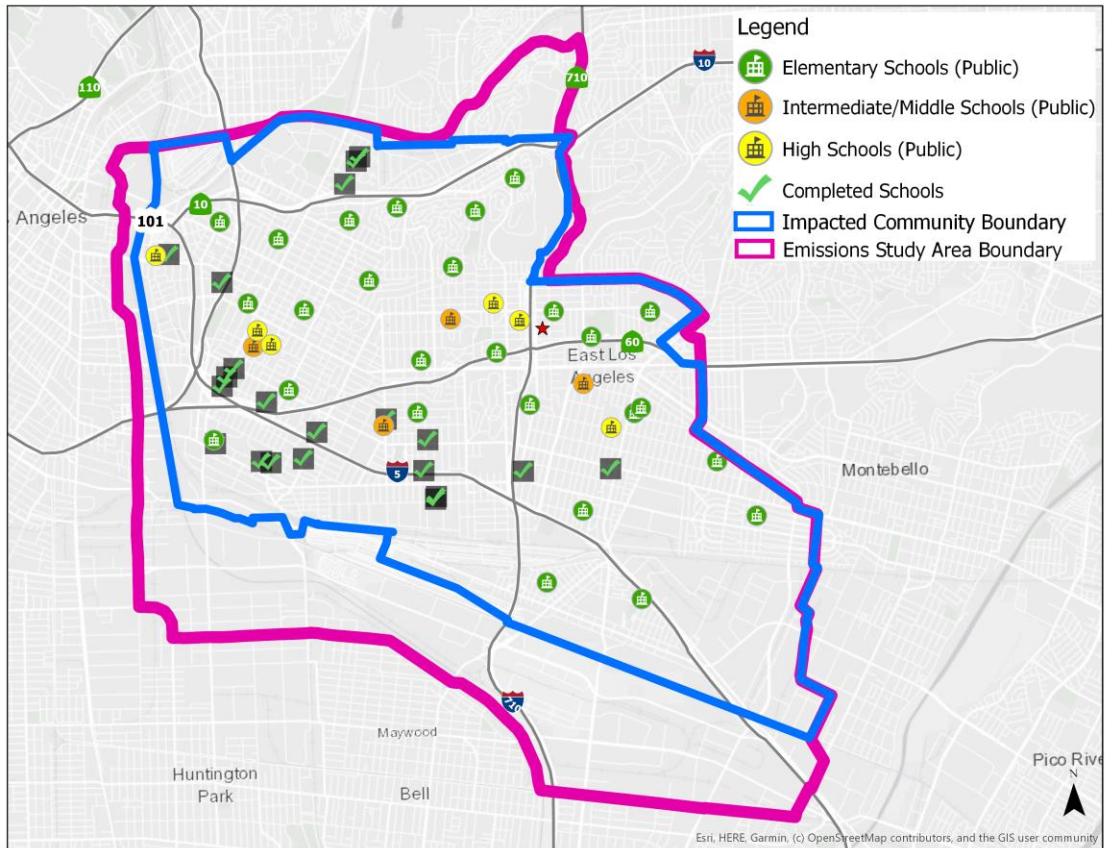 Legend
Elementary Schools (Public)
Intermediate/Middle Schools (Public)
High Schools (Public)
Completed Schools
Impacted Community Boundary
Emissions Study Area Boundary
10
710
110
10
Angeles
101
60
East Los
Angeles
5
Montebello
710
Maywood
Huntington
Park
Bell
Pico Rive
N
Esri, HERE, Garmin, (c) OpenStreetMap contributors, and the GIS user community